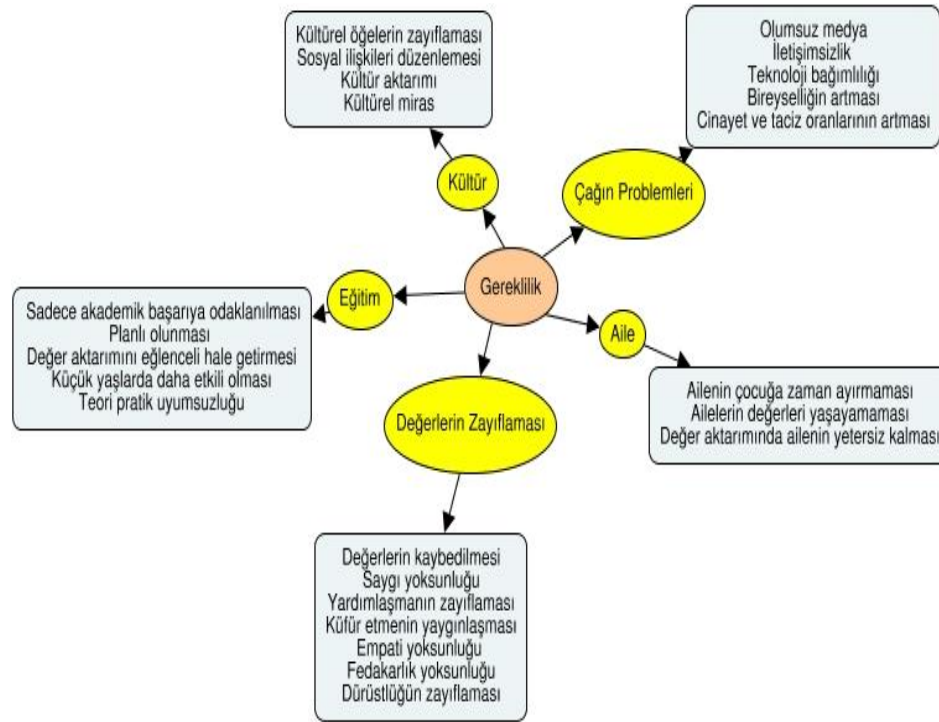 Kültürel öğelerin zayıflaması
Sosyal ilişkileri düzenlemesi
Kültür aktarımı
Kültürel miras
Olumsuz medya
İletişimsizlik
Teknoloji bağımlılığı
Bireyselliğin artması
Cinayet ve taciz oranlarının artması
Kültür
Çağın Problemleri
Gereklilik
Eğitim
Aile
Sadece akademik başarıya odaklanılması
Planlı olunması
Değer aktarımını eğlenceli hale getirmesi
Küçük yaşlarda daha etkili olması
Teori pratik uyumsuzluğu
Değerlerin Zayıflaması
Ailenin çocuğa zaman ayırmaması
Ailelerin değerleri yaşayamaması
Değer aktarımında ailenin yetersiz kalması
Değerlerin kaybedilmesi
Saygı yoksunluğu
Yardımlaşmanın zayıflaması
Küfür etmenin yaygınlaşması
Empati yoksunluğu
Fedakarlık yoksunluğu
Dürüstlüğün zayıflaması